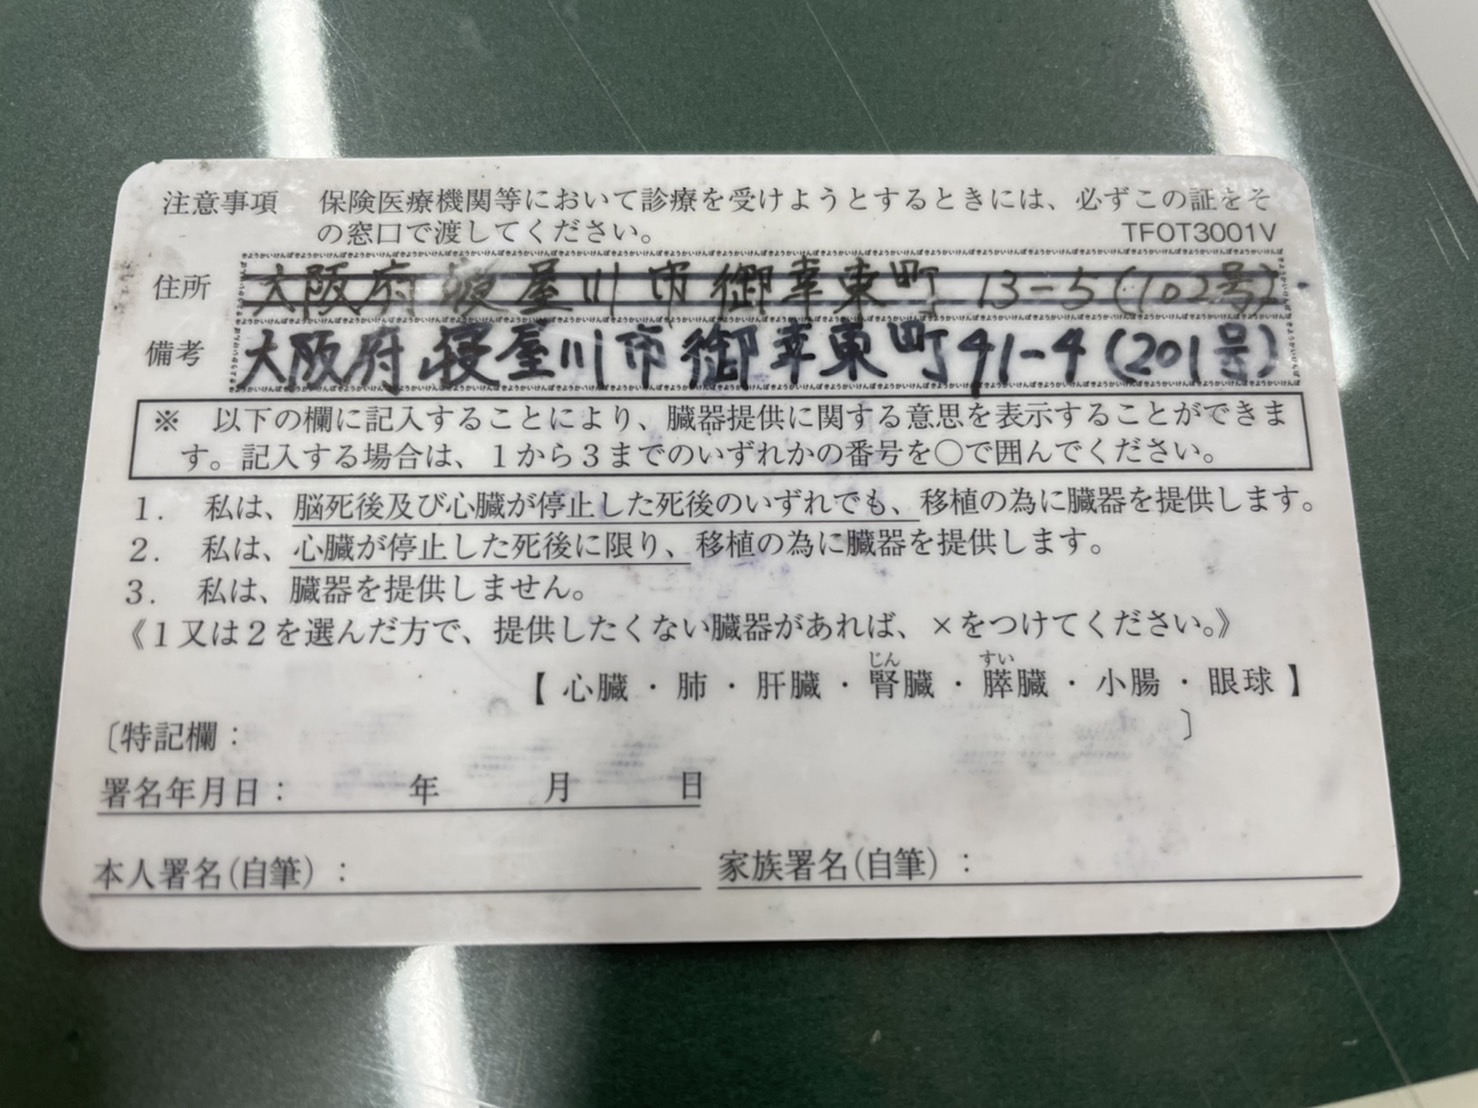 注意事項　保険医療機関等において診療を受けようとするときには、必ずこの証をそ
の窓口で渡してください。　TF0T3001V
住所　大阪府寝屋川市御幸東町 13-5(102号)
備考　大阪府寝屋川市御幸東町41-4(201号)
※　以下の欄に記入することにより、臓器提供に関する意思を表示することができま
す。記入する場合は、1から3までのいずれかの番号を〇で囲んでください。
1．　私は、脳死後及び心臓が停止した死後のいずれでも、移植の為に臓器を提供します。
2．　私は、心臓が停止した死後に限り、移植の為に臓器を提供します。
3．　私は、臓器を提供しません。
《1又は2を選んだ方で、提供したくない臓器があれば、×をつけてください。》
じん　すい
【 心臓 ・ 肺 ・ 肝臓 ・ 腎臓 ・ 膵臓 ・ 小腸 ・ 眼球 】
〔特記欄：　〕
署名年月日：　年　月　日
本人署名(自筆)：　家族署名(自筆)：